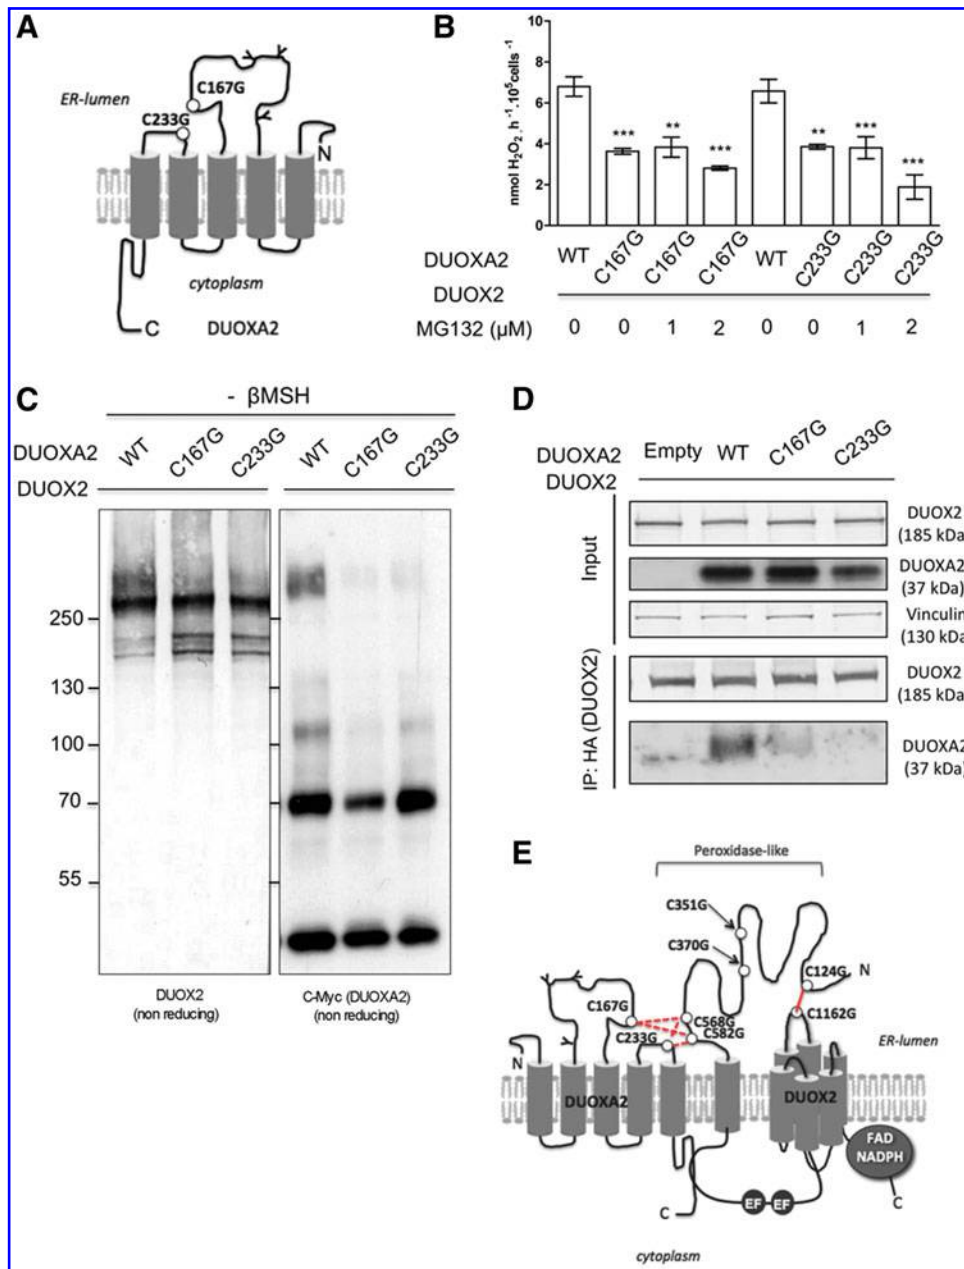 A
ER-lumen
C167G
C233G
N
cytoplasm
C
DUOXA2
B
nmol H₂O₂ . h⁻¹.10⁵cells ⁻¹
10
8
6
4
2
0
***
**
***
**
***
***
DUOXA2
WT C167G C167G C167G WT C233G C233G C233G
DUOX2
MG132 (µM) 0 0 1 2 0 0 1 2
C
- βMSH
DUOXA2 WT C167G C233G WT C167G C233G
DUOX2
250
130
100
70
55
DUOX2
(non reducing)
C-Myc (DUOXA2)
(non reducing)
D
DUOXA2 Empty WT C167G C233G
DUOX2
Input
DUOX2
(185 kDa
DUOXA2
(37 kDa)
Vinculin
(130 kDa
IP: HA (DUOX2)
DUOX2
(185 kDa
DUOXA2
(37 kDa)
E
Peroxidase-like
C351G
C370G
C124G
N
C167G
C568G
C1162G
C233G
C582G
ER-lumen
N
DUOXA2
DUOX2
FAD
NADPH
C
EF EF
C
cytoplasm